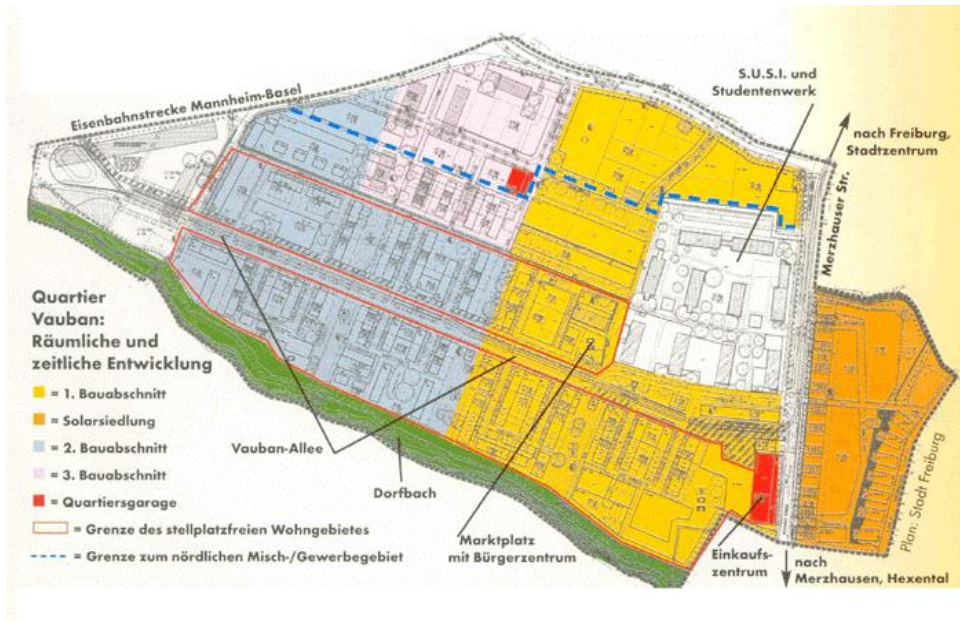 Eisenbahnstrecke Mannheim-Basel
S.U.S.I. und
Studentenwerk
nach Freiburg,
Stadtzentrum
Merzhauser Str.
Quartier
Vauban:
Räumliche und
zeitliche Entwicklung
= 1. Bauabschnitt
= Solarsiedlung
= 2. Bauabschnitt
= 3. Bauabschnitt
= Quartiersgarage
= Grenze des stellplatzfreien Wohngebietes
= Grenze zum nördlichen Misch-/Gewerbegebiet
Vauban-Allee
Dorfbach
Marktplatz
mit Bürgerzentrum
Einkaufs-
zentrum
nach
Merzhausen, Hexental
Plan: Stadt Freiburg